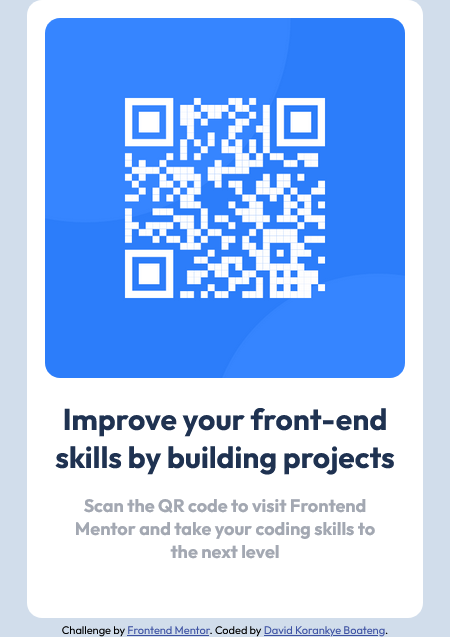 Improve your front-end
skills by building projects
Scan the QR code to visit Frontend
Mentor and take your coding skills to
the next level
Challenge by Frontend Mentor. Coded by David Korankye Boateng.